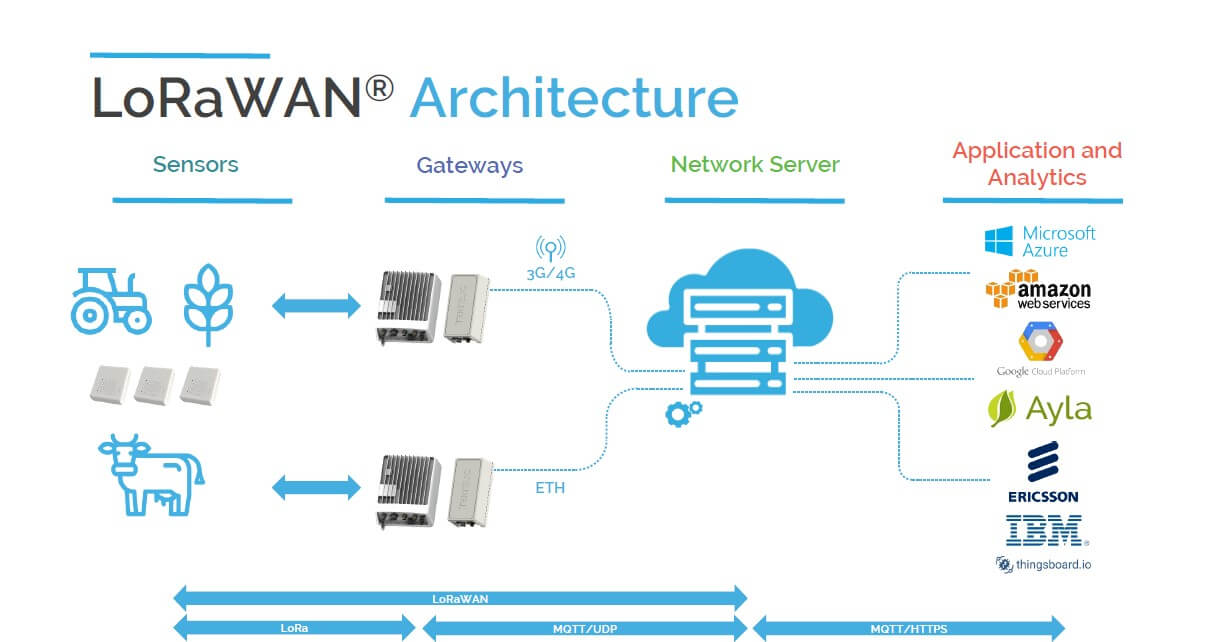 LoRaWAN® Architecture
Sensors
Gateways
Network Server
Application and
Analytics
3G/4G
ETH
Microsoft
Azure
amazon
web services
Google Cloud Platform
Ayla
ERICSSON
IBM®
thingsboard.io
LoRaWAN
LoRa
MQTT/UDP
MQTT/HTTPS